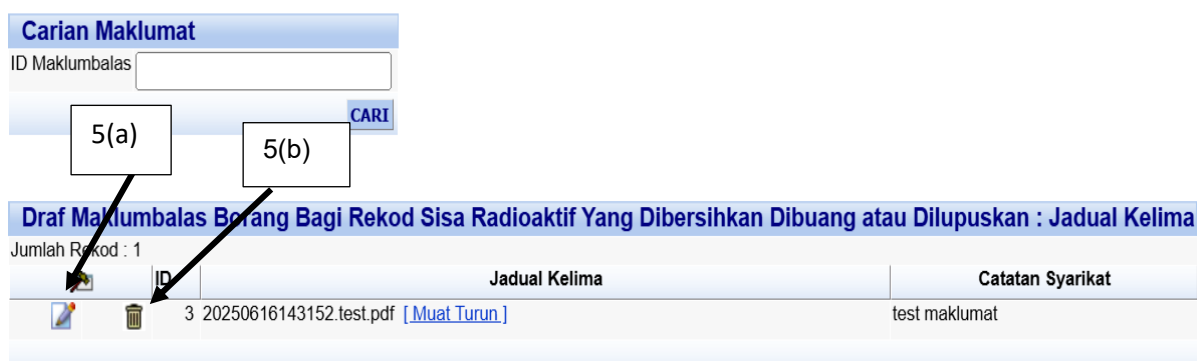 Carian Maklumat
ID Maklumbalas
CARI
5(a)
5(b)
Draf Maklumbalas Borang Bagi Rekod Sisa Radioaktif Yang Dibersihkan Dibuang atau Dilupuskan : Jadual Kelima
Jumlah Rekod : 1
ID Jadual Kelima Catatan Syarikat
3 20250616143152.test.pdf [ Muat Turun ] test maklumat